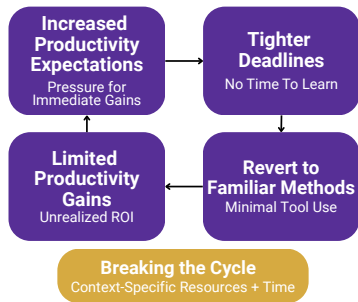 Increased
Productivity
Expectations
Pressure for
Immediate Gains
Tighter
Deadlines
No Time To Learn
Limited
Productivity
Gains
Unrealized ROI
Revert to
Familiar Methods
Minimal Tool Use
Breaking the Cycle
Context-Specific Resources + Time